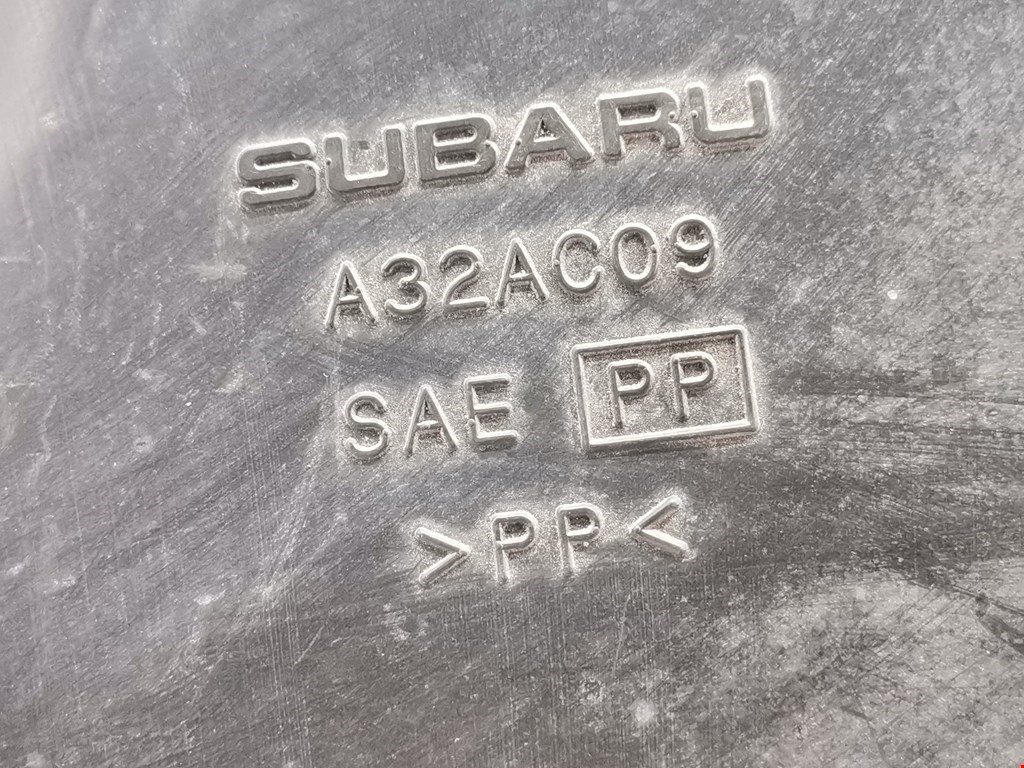 SUBARU
A32AC09
SAE PP
>PP<